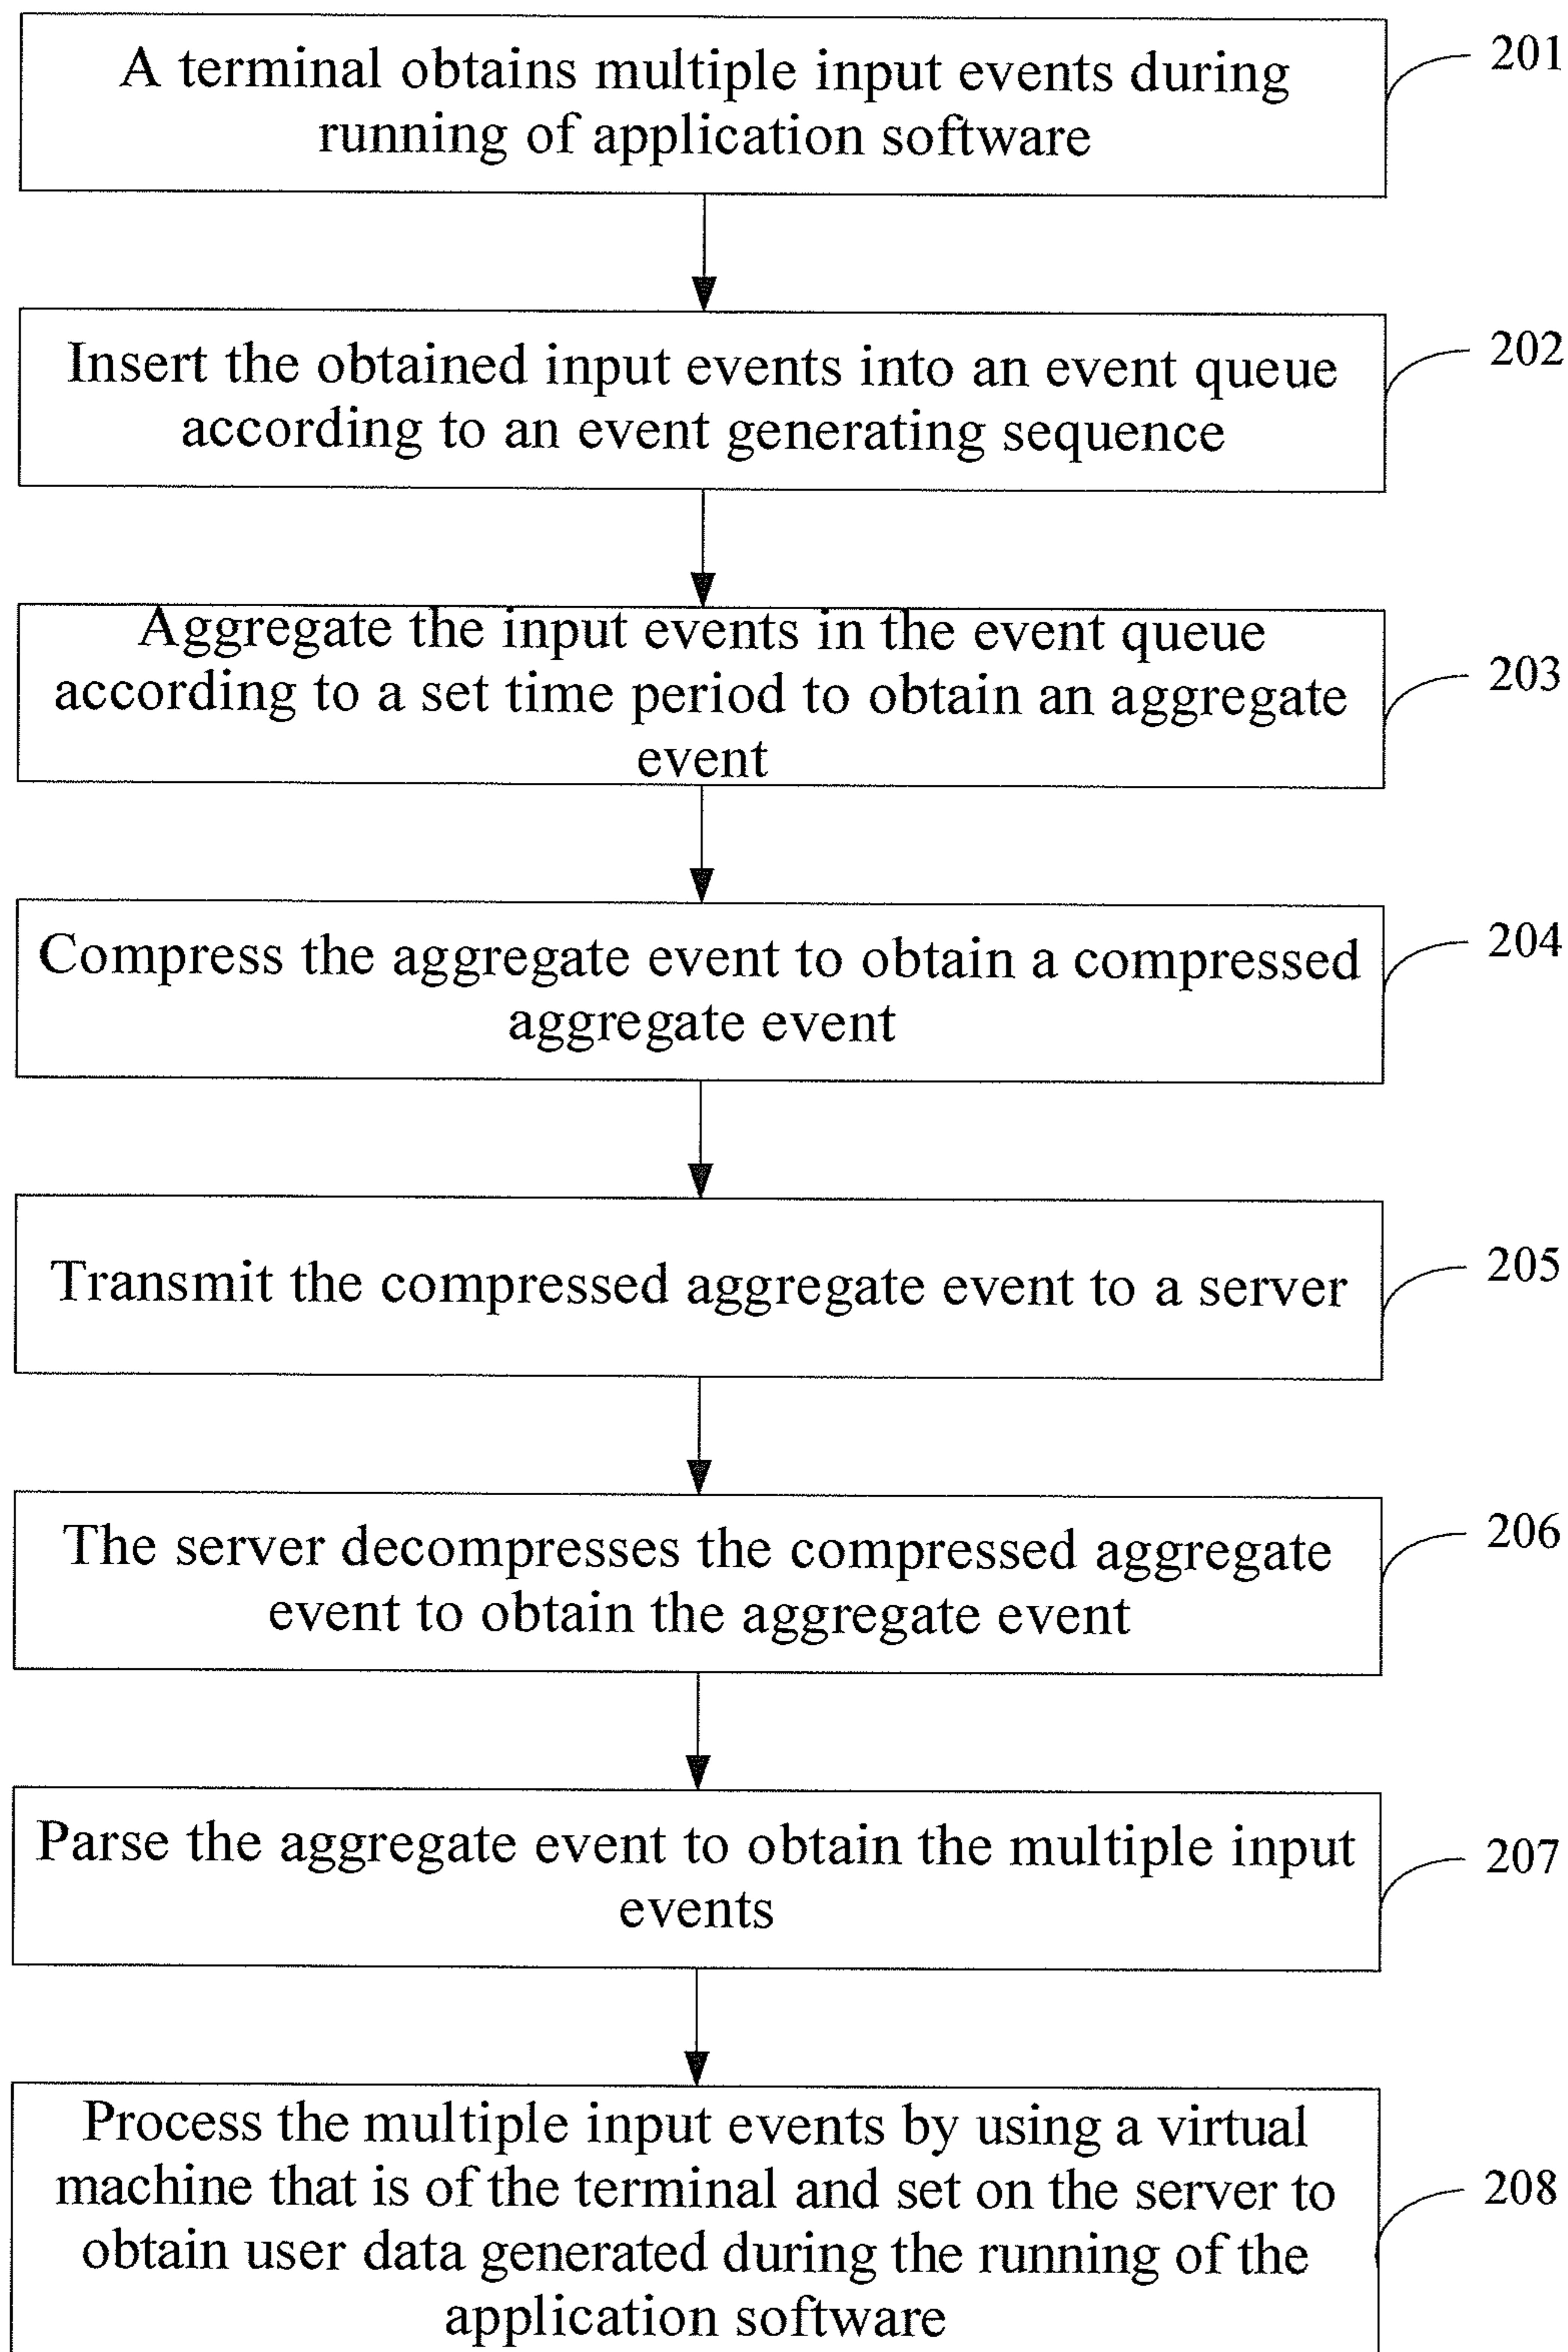 A terminal obtains multiple input events during
running of application software
201
Insert the obtained input events into an event queue
according to an event generating sequence
202
Aggregate the input events in the event queue
according to a set time period to obtain an aggregate
event
203
Compress the aggregate event to obtain a compressed
aggregate event
204
Transmit the compressed aggregate event to a server
205
The server decompresses the compressed aggregate
event to obtain the aggregate event
206
Parse the aggregate event to obtain the multiple input
events
207
Process the multiple input events by using a virtual
machine that is of the terminal and set on the server to
obtain user data generated during the running of the
application software
208